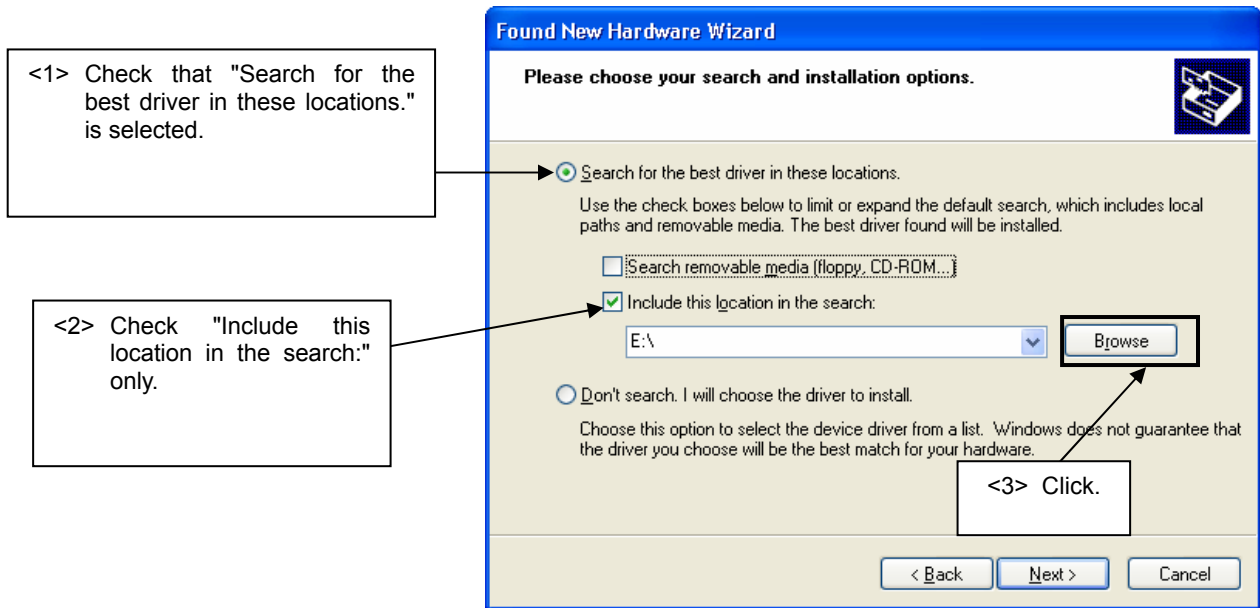 Found New Hardware Wizard
Please choose your search and installation options.
<1> Check that "Search for the
best driver in these locations."
is selected.
Search for the best driver in these locations.
Use the check boxes below to limit or expand the default search, which includes local
paths and removable media. The best driver found will be installed.
Search removable media (floppy, CD-ROM...)
<2> Check "Include this
location in the search:"
only.
Include this location in the search:
E:\
Browse
Don't search. I will choose the driver to install.
Choose this option to select the device driver from a list. Windows does not guarantee that
the driver you choose will be the best match for your hardware.
<3> Click.
< Back
Next >
Cancel